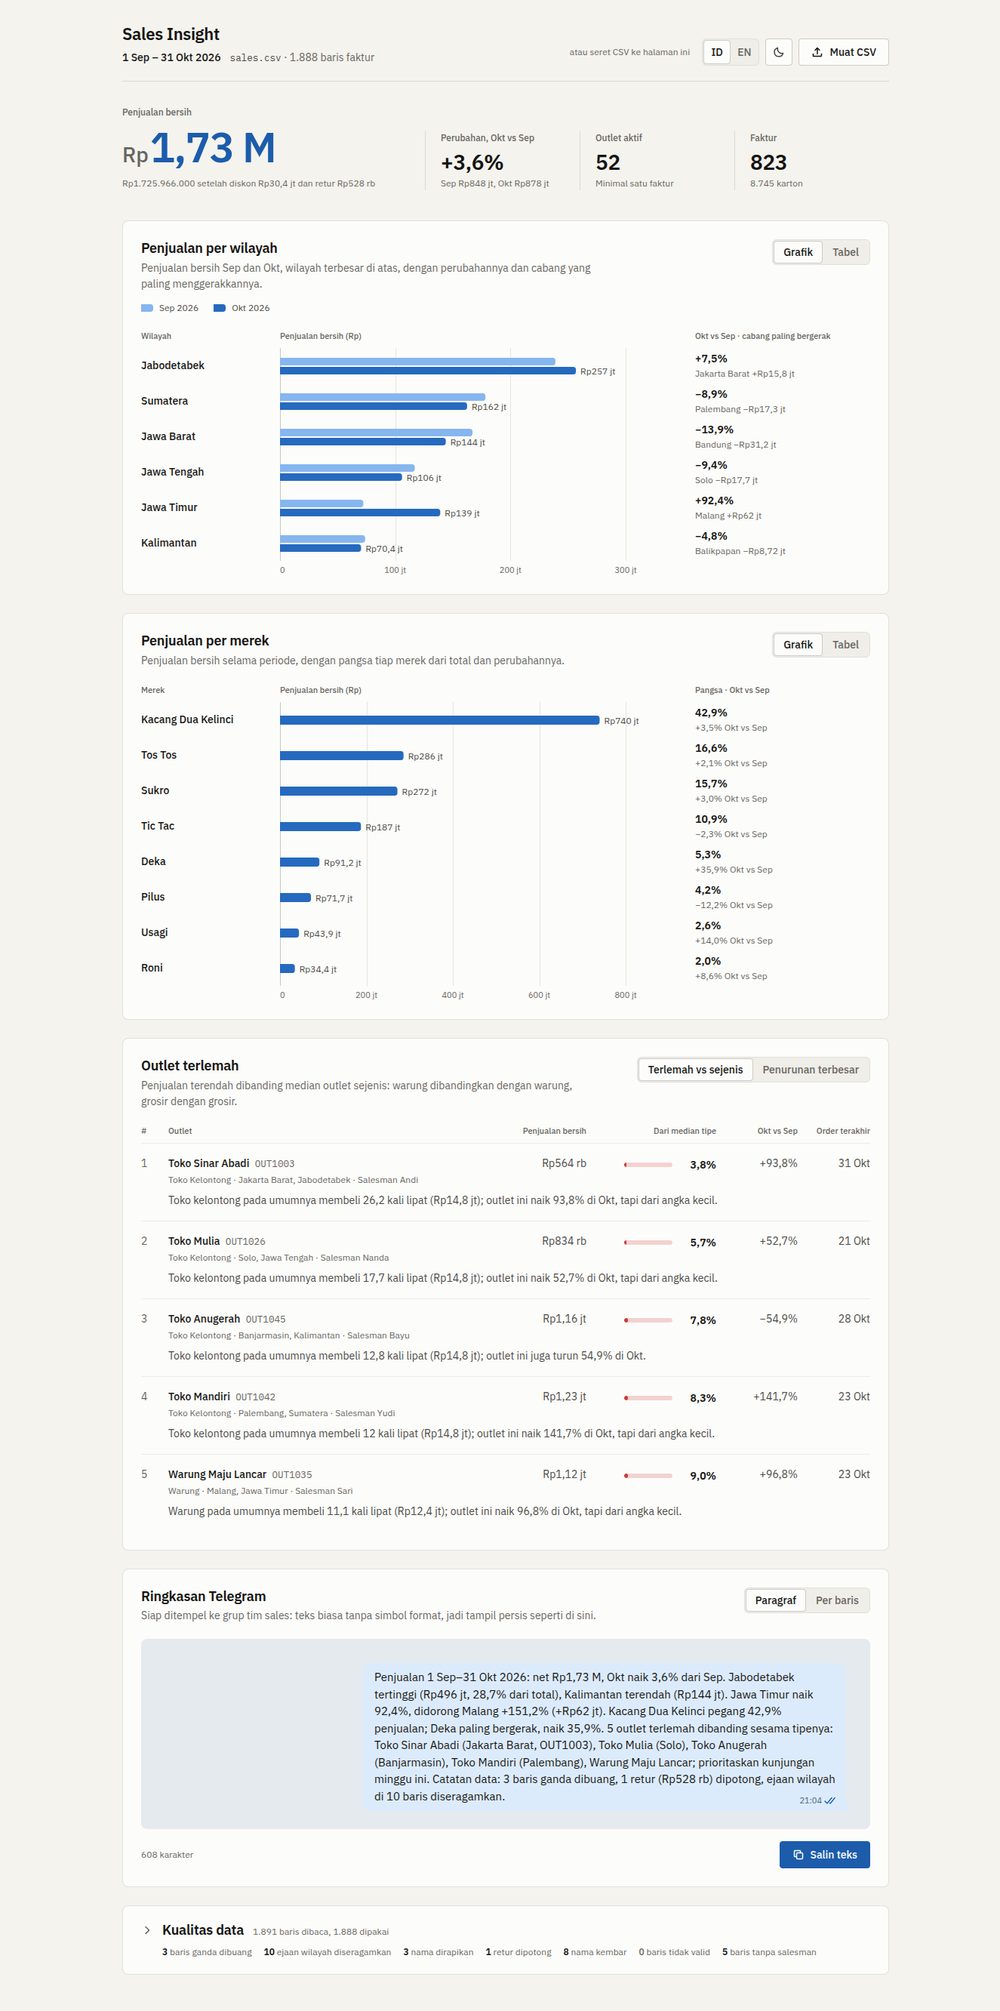 Sales Insight
1 Sep – 31 Okt 2026 sales.csv · 1.888 baris faktur
atau seret CSV ke halaman ini
ID EN
Muat CSV
Penjualan bersih
Rp1,73 M
Rp1.725.966.000 setelah diskon Rp30,4 jt dan retur Rp528 rb
Perubahan, Okt vs Sep
+3,6%
Sep Rp848 jt, Okt Rp878 jt
Outlet aktif
52
Minimal satu faktur
Faktur
823
8.745 karton
Penjualan per wilayah
Penjualan bersih Sep dan Okt, wilayah terbesar di atas, dengan perubahannya dan cabang yang
paling menggerakkannya.
Grafik Tabel
Sep 2026 Okt 2026
Wilayah Penjualan bersih (Rp) Okt vs Sep · cabang paling bergerak
Jabodetabek Rp257 jt +7,5%
Jakarta Barat +Rp15,8 jt
Sumatera Rp162 jt −8,9%
Palembang −Rp17,3 jt
Jawa Barat Rp144 jt −13,9%
Bandung −Rp31,2 jt
Jawa Tengah Rp106 jt −9,4%
Solo −Rp17,7 jt
Jawa Timur Rp139 jt +92,4%
Malang +Rp62 jt
Kalimantan Rp70,4 jt −4,8%
Balikpapan −Rp8,72 jt
0 100 jt 200 jt 300 jt
Penjualan per merek
Penjualan bersih selama periode, dengan pangsa tiap merek dari total dan perubahannya.
Grafik Tabel
Merek Penjualan bersih (Rp) Pangsa · Okt vs Sep
Kacang Dua Kelinci Rp740 jt 42,9%
+3,5% Okt vs Sep
Tos Tos Rp286 jt 16,6%
+2,1% Okt vs Sep
Sukro Rp272 jt 15,7%
+3,0% Okt vs Sep
Tic Tac Rp187 jt 10,9%
−2,3% Okt vs Sep
Deka Rp91,2 jt 5,3%
+35,9% Okt vs Sep
Pilus Rp71,7 jt 4,2%
−12,2% Okt vs Sep
Usagi Rp43,9 jt 2,6%
+14,0% Okt vs Sep
Roni Rp34,4 jt 2,0%
+8,6% Okt vs Sep
0 200 jt 400 jt 600 jt 800 jt
Outlet terlemah
Penjualan terendah dibanding median outlet sejenis: warung dibandingkan dengan warung,
grosir dengan grosir.
Terlemah vs sejenis Penurunan terbesar
# Outlet Penjualan bersih Dari median tipe Okt vs Sep Order terakhir
1 Toko Sinar Abadi OUT1003 Rp564 rb 3,8% +93,8% 31 Okt
Toko Kelontong · Jakarta Barat, Jabodetabek · Salesman Andi
Toko kelontong pada umumnya membeli 26,2 kali lipat (Rp14,8 jt); outlet ini naik 93,8% di Okt, tapi dari angka kecil.
2 Toko Mulia OUT1026 Rp834 rb 5,7% +52,7% 21 Okt
Toko Kelontong · Solo, Jawa Tengah · Salesman Nanda
Toko kelontong pada umumnya membeli 17,7 kali lipat (Rp14,8 jt); outlet ini naik 52,7% di Okt, tapi dari angka kecil.
3 Toko Anugerah OUT1045 Rp1,16 jt 7,8% −54,9% 28 Okt
Toko Kelontong · Banjarmasin, Kalimantan · Salesman Bayu
Toko kelontong pada umumnya membeli 12,8 kali lipat (Rp14,8 jt); outlet ini juga turun 54,9% di Okt.
4 Toko Mandiri OUT1042 Rp1,23 jt 8,3% +141,7% 23 Okt
Toko Kelontong · Palembang, Sumatera · Salesman Yudi
Toko kelontong pada umumnya membeli 12 kali lipat (Rp14,8 jt); outlet ini naik 141,7% di Okt, tapi dari angka kecil.
5 Warung Maju Lancar OUT1035 Rp1,12 jt 9,0% +96,8% 23 Okt
Warung · Malang, Jawa Timur · Salesman Sari
Warung pada umumnya membeli 11,1 kali lipat (Rp12,4 jt); outlet ini naik 96,8% di Okt, tapi dari angka kecil.
Ringkasan Telegram
Siap ditempel ke grup tim sales: teks biasa tanpa simbol format, jadi tampil persis seperti di sini.
Paragraf Per baris
Penjualan 1 Sep–31 Okt 2026: net Rp1,73 M, Okt naik 3,6% dari Sep. Jabodetabek
tertinggi (Rp496 jt, 28,7% dari total), Kalimantan terendah (Rp144 jt). Jawa Timur naik
92,4%, didorong Malang +151,2% (+Rp62 jt). Kacang Dua Kelinci pegang 42,9%
penjualan; Deka paling bergerak, naik 35,9%. 5 outlet terlemah dibanding sesama tipenya:
Toko Sinar Abadi (Jakarta Barat, OUT1003), Toko Mulia (Solo), Toko Anugerah
(Banjarmasin), Toko Mandiri (Palembang), Warung Maju Lancar; prioritaskan kunjungan
minggu ini. Catatan data: 3 baris ganda dibuang, 1 retur (Rp528 rb) dipotong, ejaan wilayah
di 10 baris diseragamkan.
21:04
608 karakter
Salin teks
Kualitas data 1.891 baris dibaca, 1.888 dipakai
3 baris ganda dibuang 10 ejaan wilayah diseragamkan 3 nama dirapikan 1 retur dipotong 8 nama kembar 0 baris tidak valid 5 baris tanpa salesman